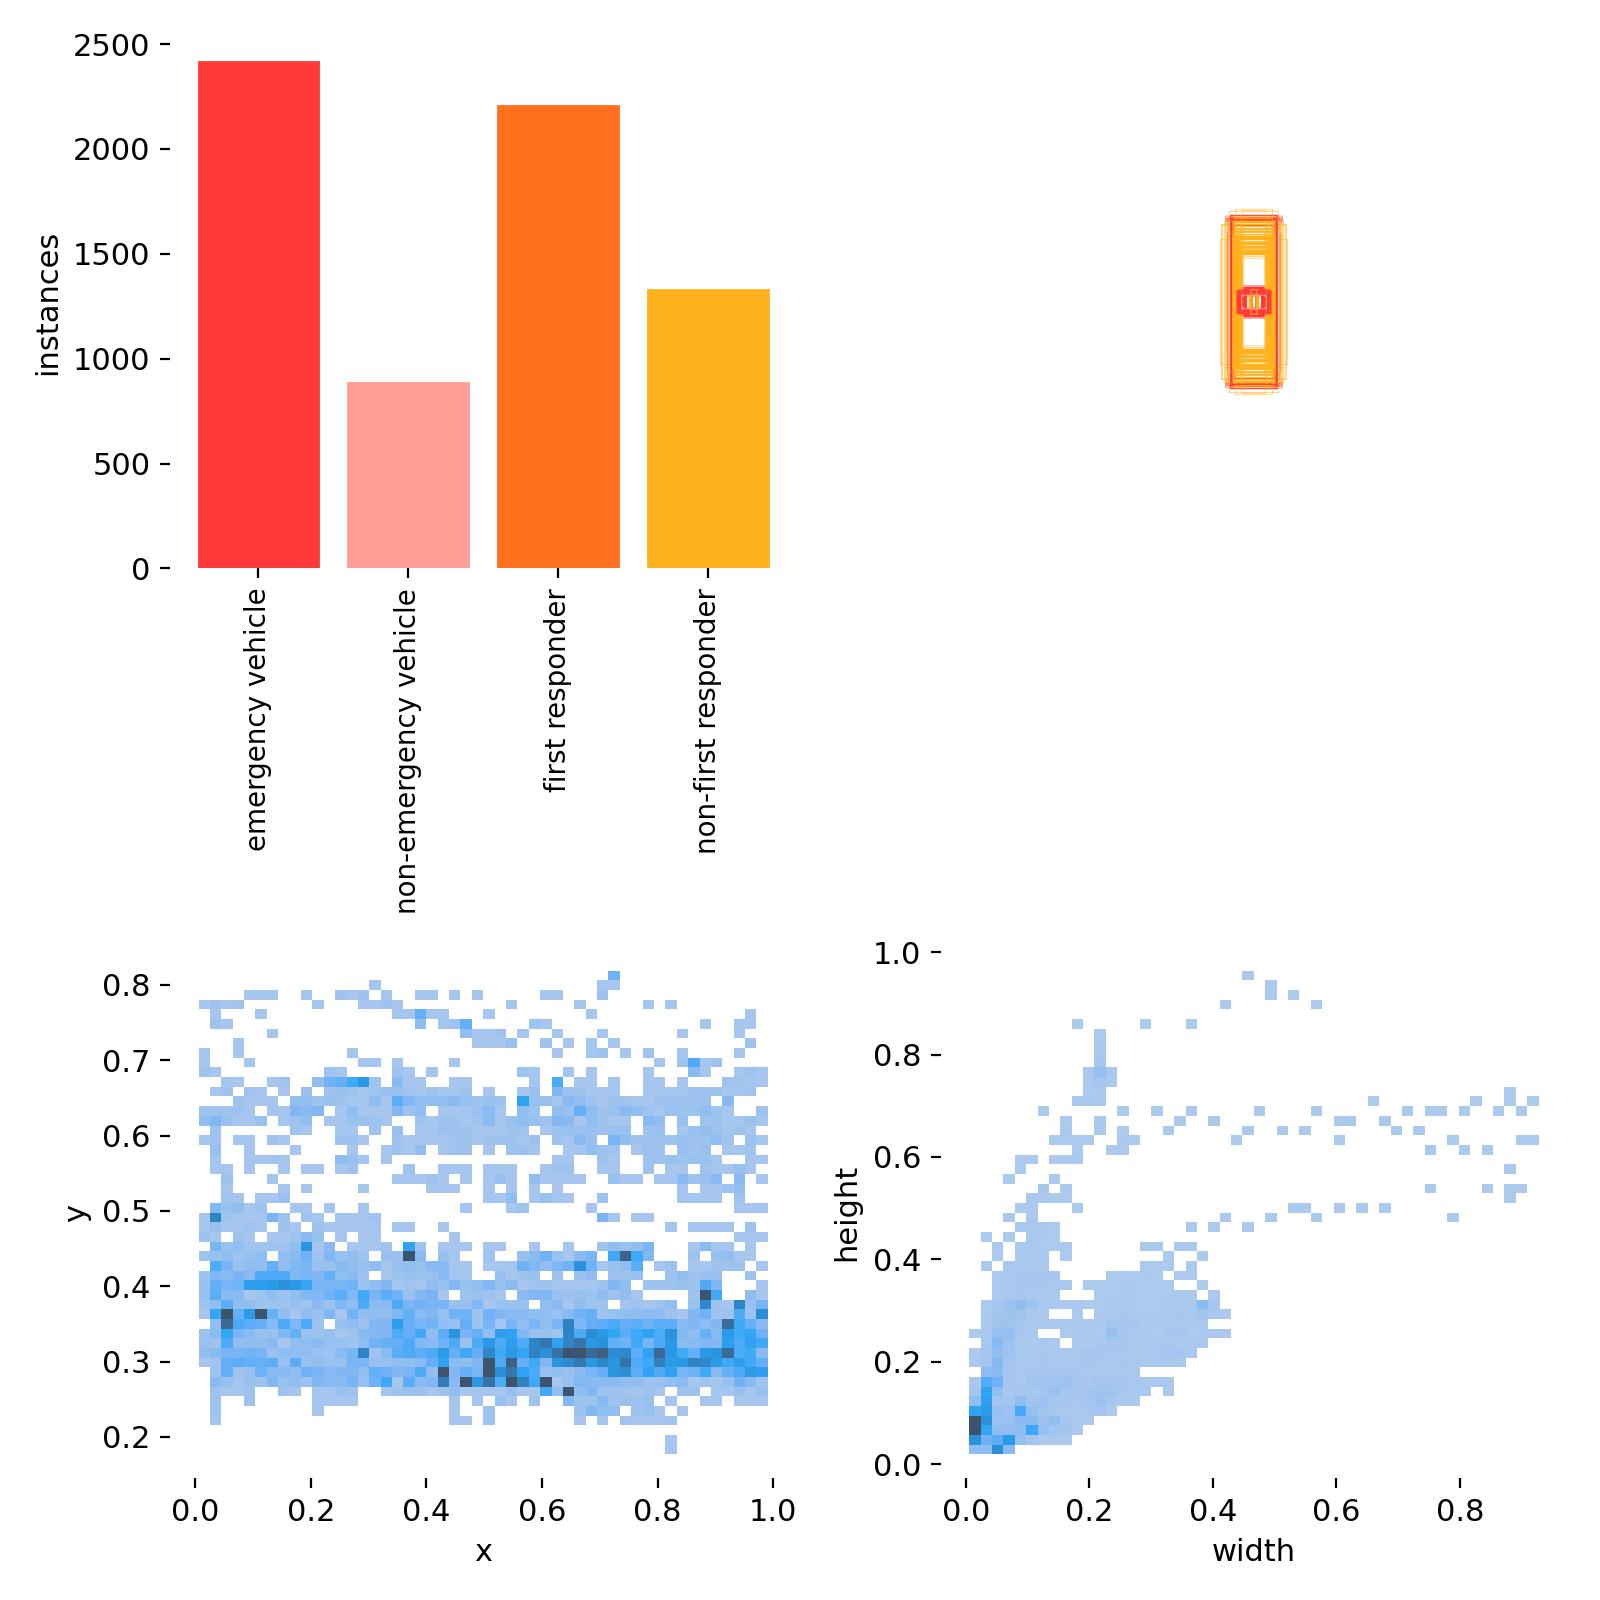 2500
2000
1500
1000
500
0
instances
emergency vehicle
non-emergency vehicle
first responder
non-first responder
0.8
0.7
0.6
0.5
0.4
0.3
0.2
y
0.0 0.2 0.4 0.6 0.8 1.0
x
1.0
0.8
0.6
0.4
0.2
0.0
height
0.0 0.2 0.4 0.6 0.8
width